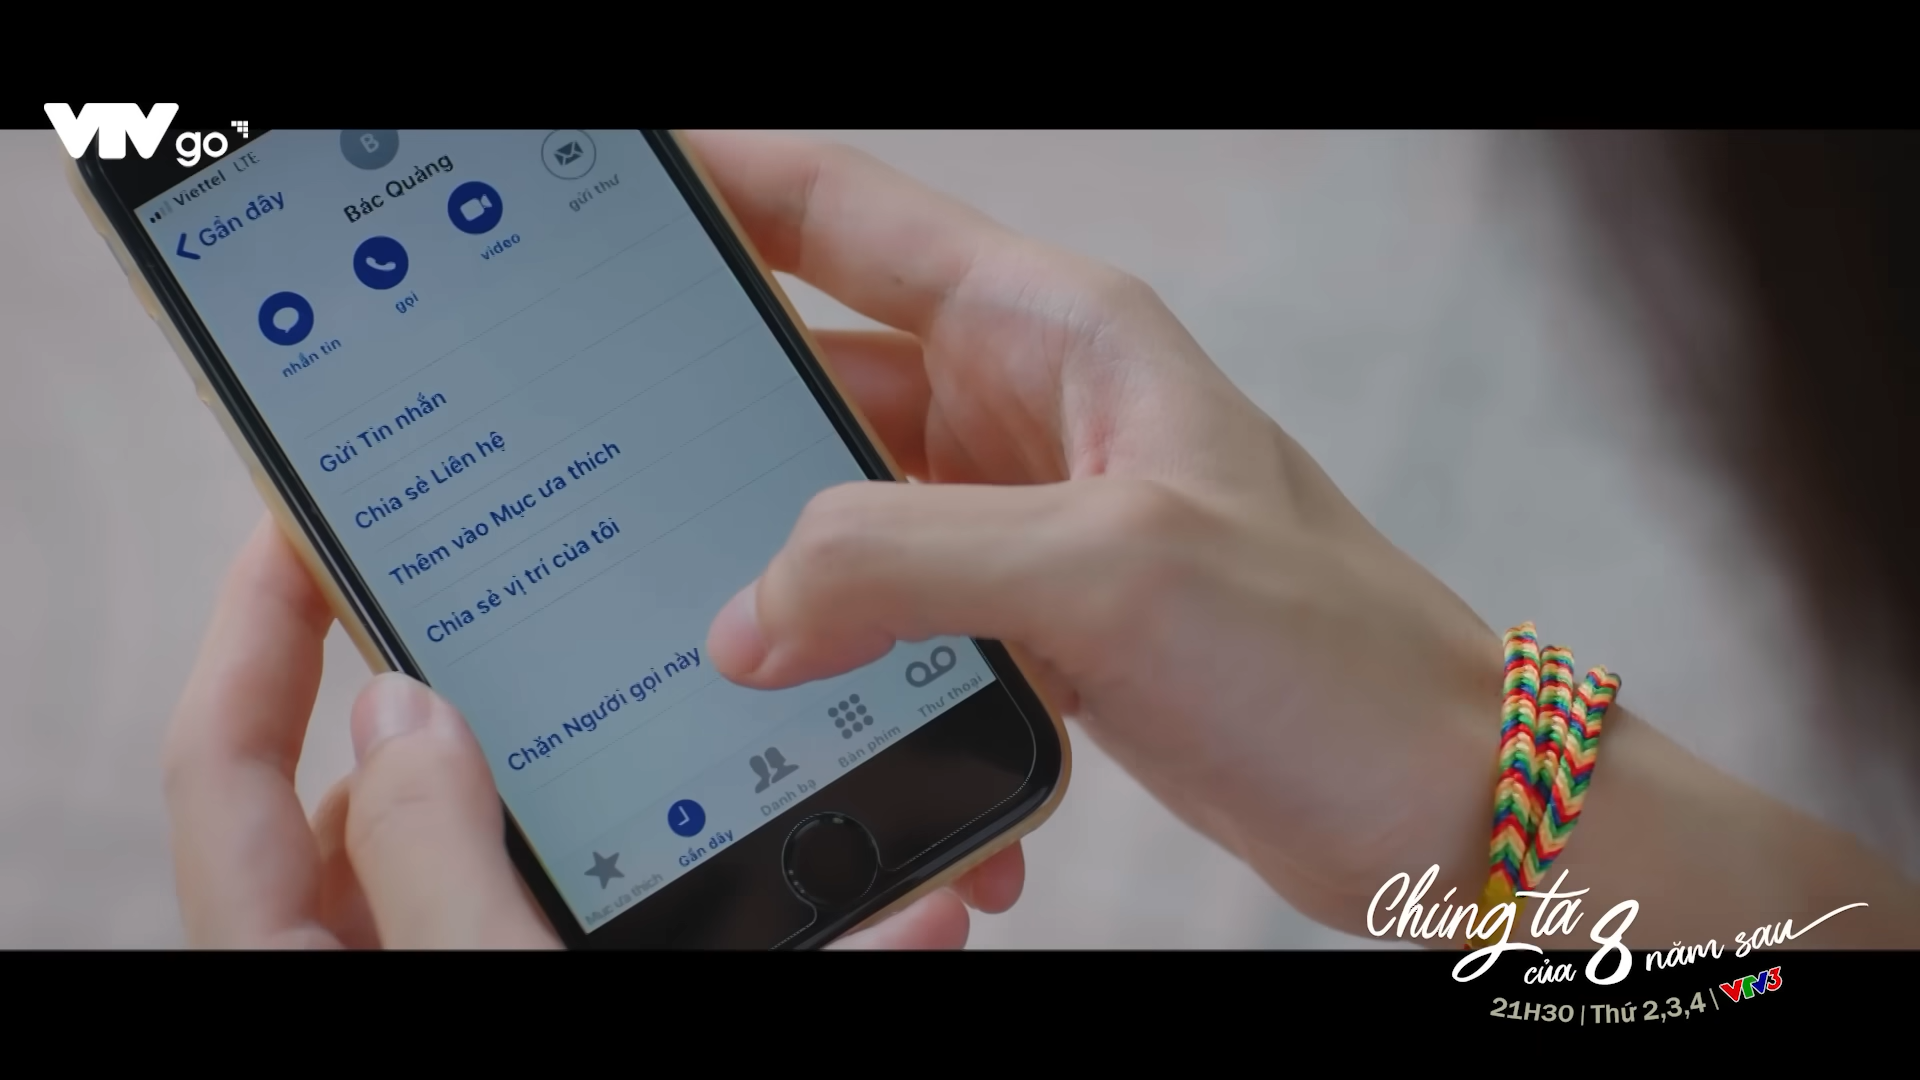 VTV go
Viettel LTE
Gần đây
B
Bác Quảng
nhắn tin
gọi
video
gửi thư
Gửi Tin nhắn
Chia sẻ Liên hệ
Thêm vào Mục ưa thích
Chia sẻ vị trí của tôi
Chặn Người gọi này
Mục ưa thích
Gần đây
Danh bạ
Bàn phím
Thư thoại
Chúng ta
của 8 năm sau
21H30 | Thứ 2,3,4 | VTV3